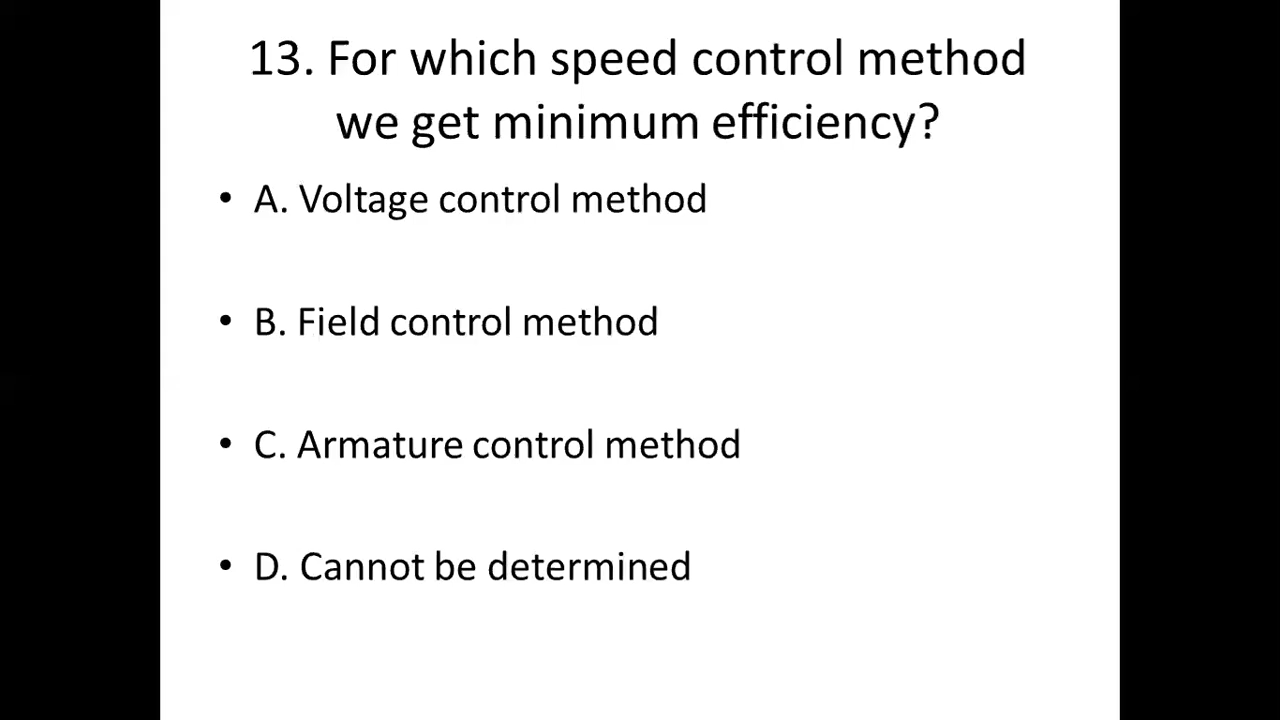 13. For which speed control method
we get minimum efficiency?
• A. Voltage control method
• B. Field control method
• C. Armature control method
• D. Cannot be determined